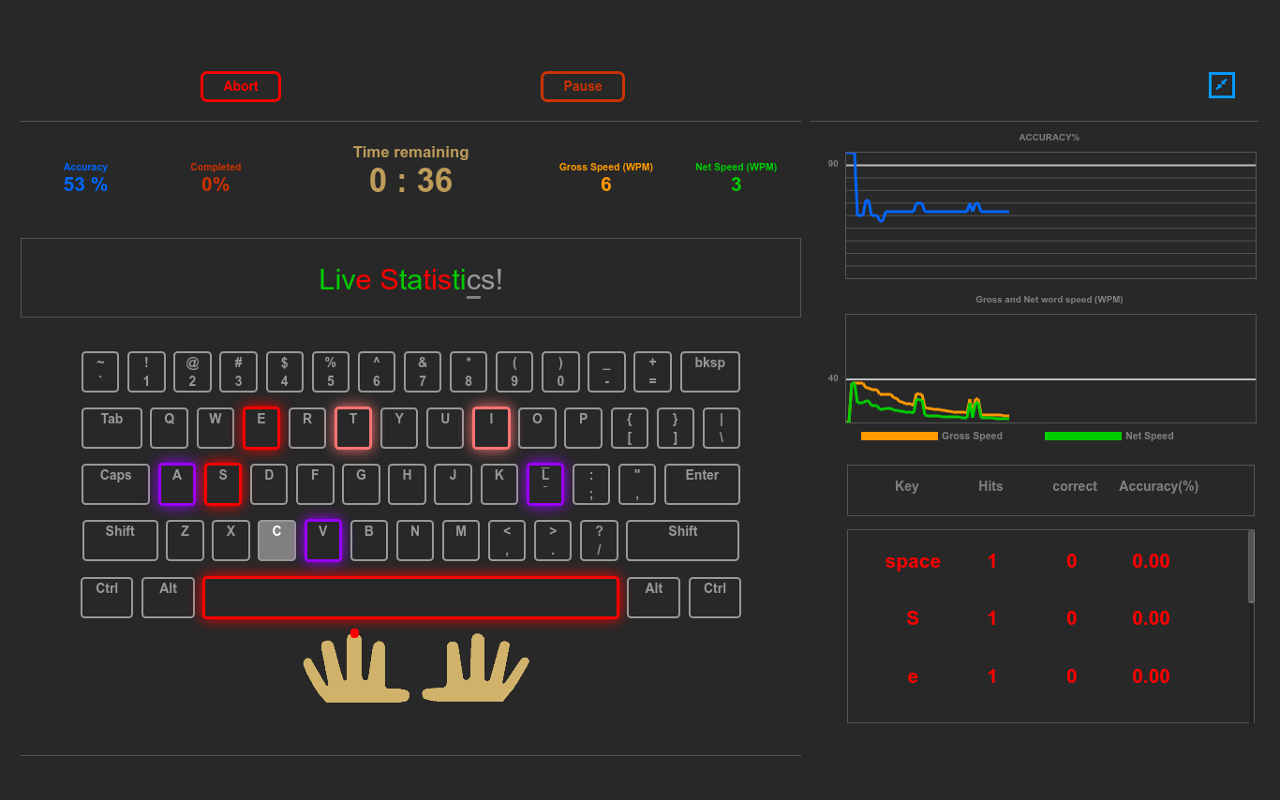 Abort Pause
ACCURACY%
Time remaining
Accuracy Completed Gross Speed (WPM) Net Speed (WPM)
53 % 0% 0 : 36 6 3
90
Live Statistics!
Gross and Net word speed (WPM)
40
Gross Speed Net Speed
~ ! @ # $ % ^ & * ( ) _ + bksp
` 1 2 3 4 5 6 7 8 9 0 - =
Tab Q W E R T Y U I O P { } |
[ ] \
Caps A S D F G H J K L : " Enter
; ,
Shift Z X C V B N M < > ? Shift
, . /
Ctrl Alt Alt Ctrl
Key Hits correct Accuracy(%)
space 1 0 0.00
S 1 0 0.00
e 1 0 0.00